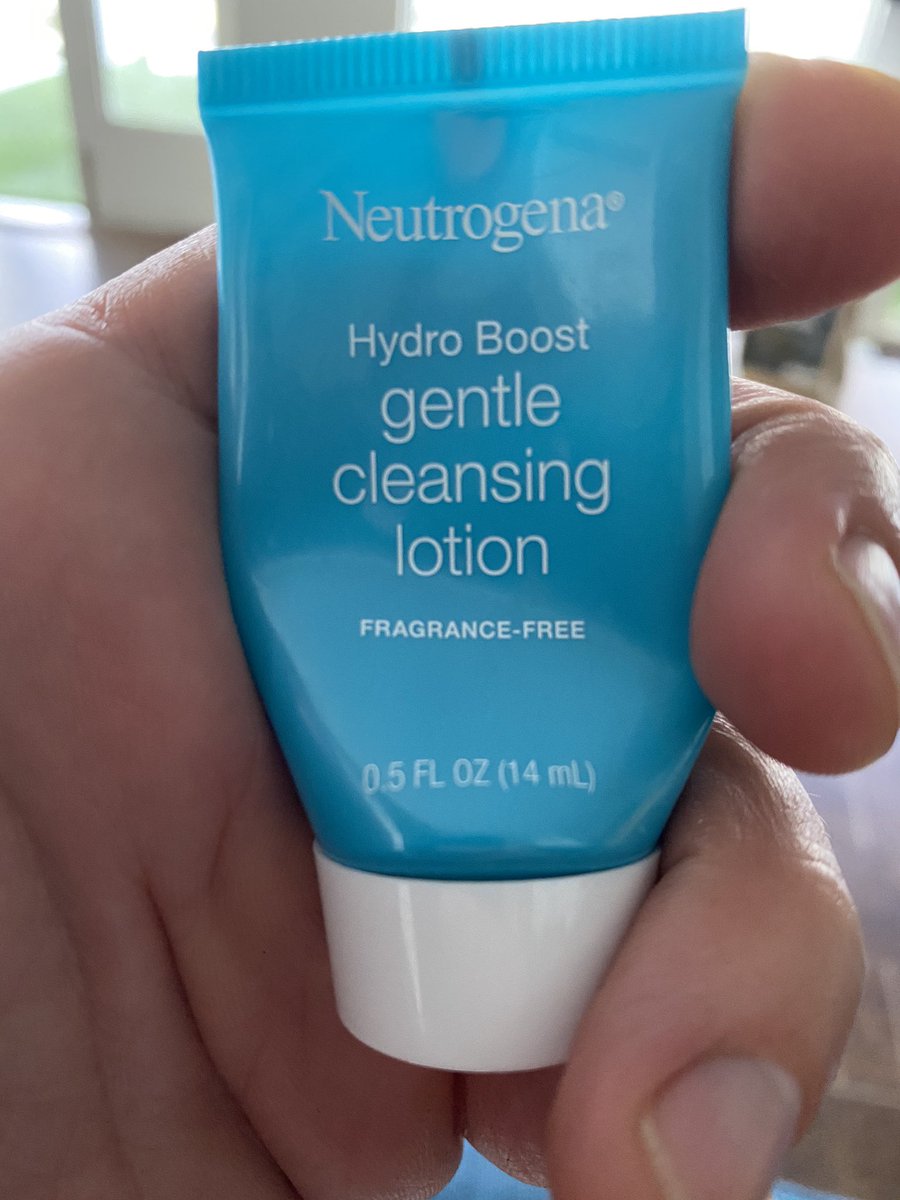 Neutrogena®
Hydro Boost
gentle
cleansing
lotion
FRAGRANCE-FREE
0.5 FL OZ (14 mL)